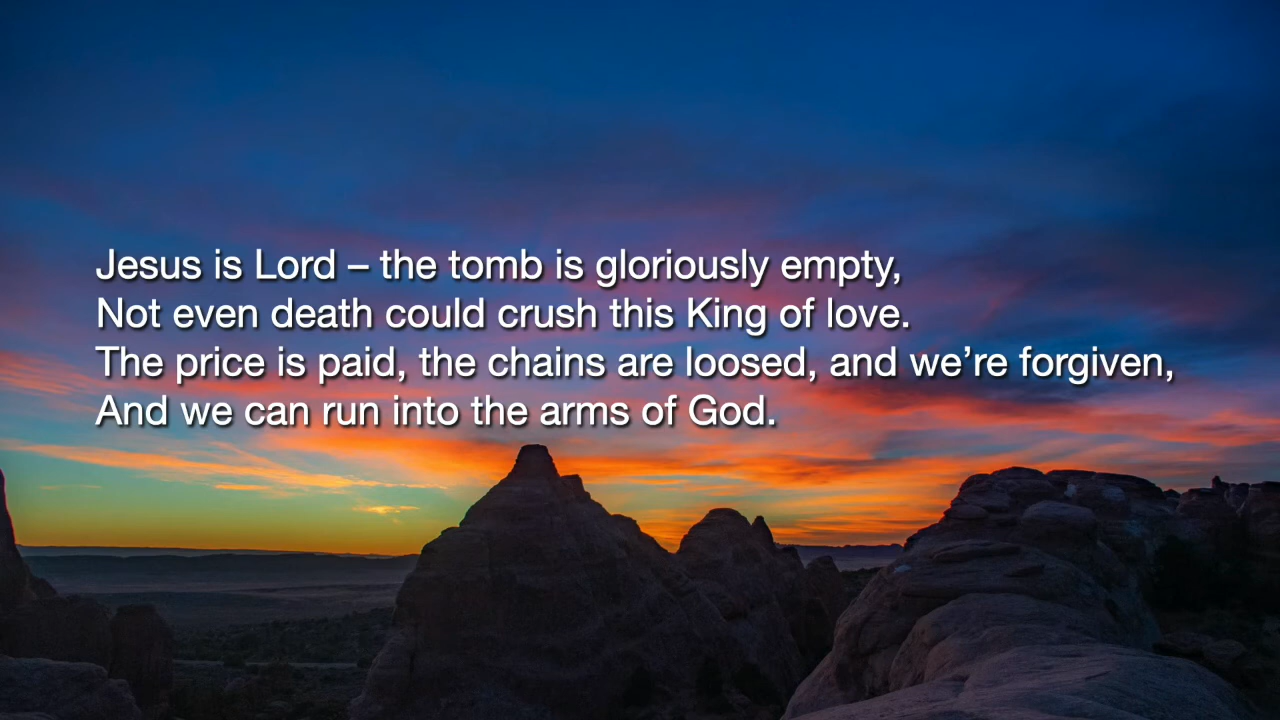 Jesus is Lord – the tomb is gloriously empty,
Not even death could crush this King of love.
The price is paid, the chains are loosed, and we’re forgiven,
And we can run into the arms of God.